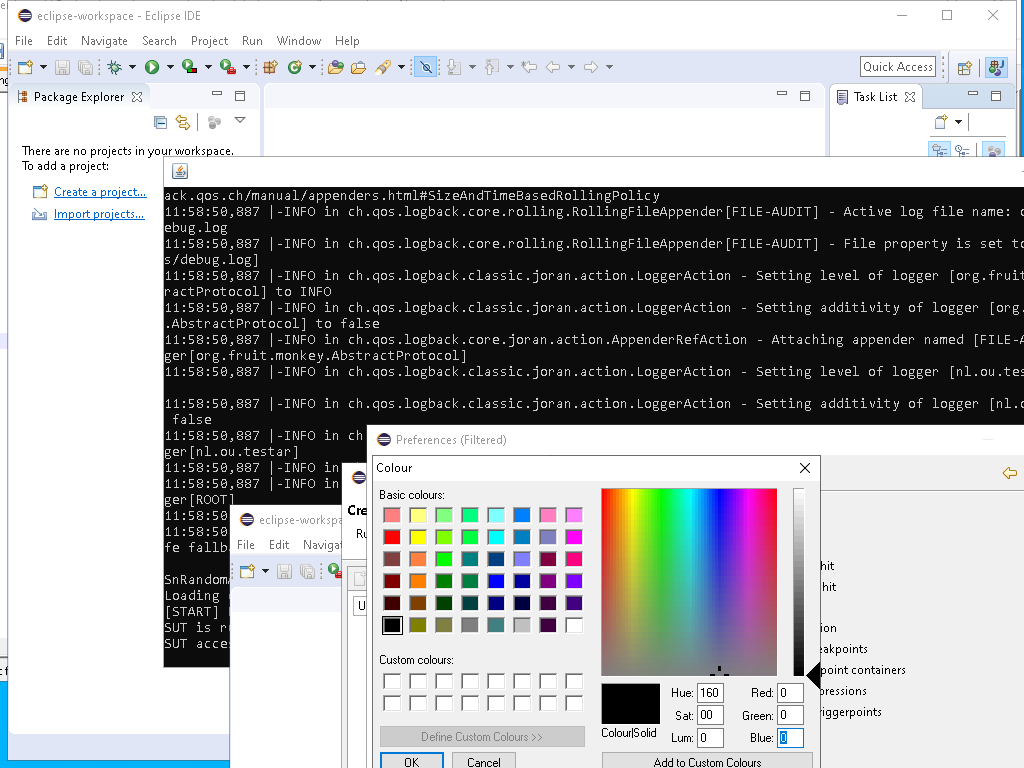 eclipse-workspace - Eclipse IDE
File Edit Navigate Search Project Run Window Help
Quick Access
Package Explorer
Task List
There are no projects in your workspace.
To add a project:
Create a project...
Import projects...
ack.qos.ch/manual/appenders.html#SizeAndTimeBasedRollingPolicy
11:58:50,887 |-INFO in ch.qos.logback.core.rolling.RollingFileAppender[FILE-AUDIT] - Active log file name:
ebug.log
11:58:50,887 |-INFO in ch.qos.logback.core.rolling.RollingFileAppender[FILE-AUDIT] - File property is set to
s/debug.log]
11:58:50,887 |-INFO in ch.qos.logback.classic.joran.action.LoggerAction - Setting level of logger [org.fruit
ractProtocol] to INFO
11:58:50,887 |-INFO in ch.qos.logback.classic.joran.action.LoggerAction - Setting additivity of logger [org.
.AbstractProtocol] to false
11:58:50,887 |-INFO in ch.qos.logback.core.joran.action.AppenderRefAction - Attaching appender named [FILE-A
ger[org.fruit.monkey.AbstractProtocol]
11:58:50,887 |-INFO in ch.qos.logback.classic.joran.action.LoggerAction - Setting level of logger [nl.ou.tes
11:58:50,887 |-INFO in ch.qos.logback.classic.joran.action.LoggerAction - Setting additivity of logger [nl.o
false
11:58:50,887 |-INFO in ch
ger[nl.ou.testar]
11:58:50,887 |-INFO in
11:58:50,887 |-INFO in
ger[ROOT]
11:58:50
11:58:50
fe fallb
SnRandom
Loading
[START]
SUT is r
SUT acce
eclipse-workspa
File Edit Naviga
Cre
Ru
U
Preferences (Filtered)
Colour
Basic colours:
Custom colours:
Define Custom Colours >>
OK Cancel
Colour|Solid
Hue: 160 Red: 0
Sat: 00 Green: 0
Lum: 0 Blue: 0
Add to Custom Colours
hit
hit
ion
eakpoints
point containers
pressions
iggerpoints